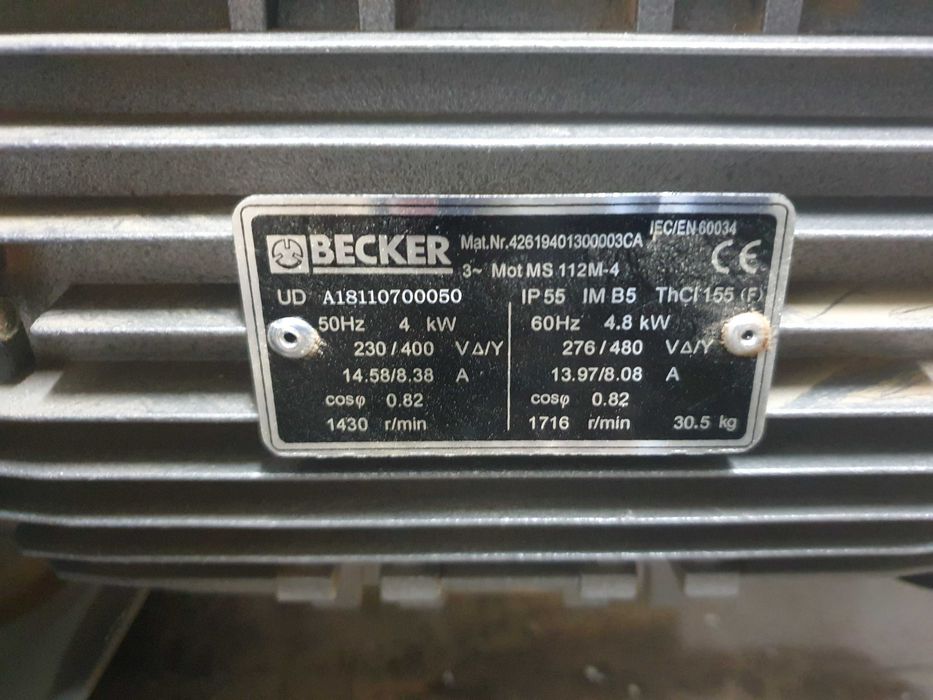 BECKER Mat.Nr.42619401300003CA IEC/EN 60034
3~ Mot MS 112M-4 CE
UD A18110700050 IP 55 IM B5 ThCl 155 (F)
50Hz 4 kW 60Hz 4.8 kW
230/400 V∆/Y 276/480 V∆/Y
14.58/8.38 A 13.97/8.08 A
cosφ 0.82 cosφ 0.82
1430 r/min 1716 r/min 30.5 kg